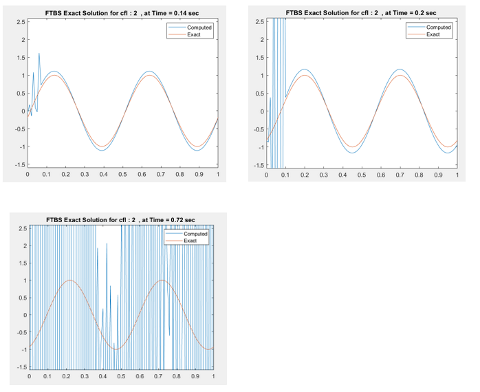 FTBS Exact Solution for cfl : 2 , at Time = 0.14 sec
Computed
Exact
2.5
2
1.5
1
0.5
0
-0.5
-1
-1.5
0 0.1 0.2 0.3 0.4 0.5 0.6 0.7 0.8 0.9 1
FTBS Exact Solution for cfl : 2 , at Time = 0.2 sec
Computed
Exact
2.5
2
1.5
1
0.5
0
-0.5
-1
-1.5
0 0.1 0.2 0.3 0.4 0.5 0.6 0.7 0.8 0.9 1
FTBS Exact Solution for cfl : 2 , at Time = 0.72 sec
Computed
Exact
2.5
2
1.5
1
0.5
0
-0.5
-1
-1.5
0 0.1 0.2 0.3 0.4 0.5 0.6 0.7 0.8 0.9 1